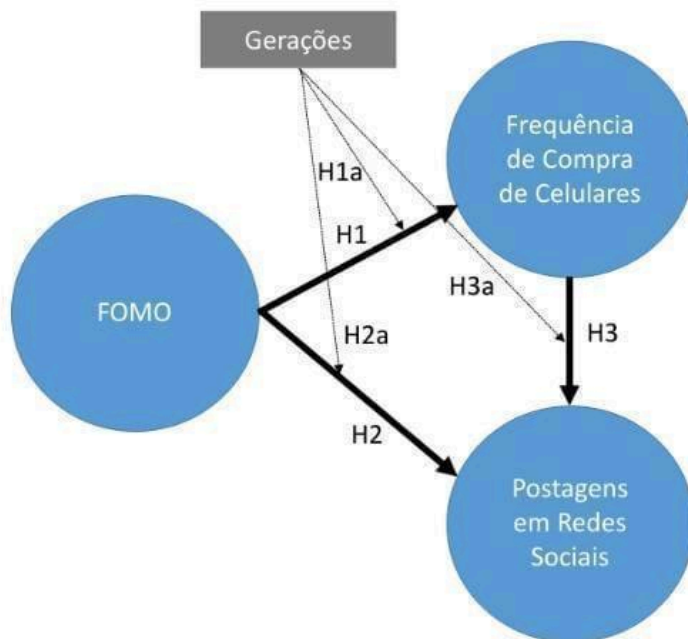 Gerações
Frequência
de Compra
de Celulares
H1a
H1
H3a
FOMO
H2a
H3
H2
Postagens
em Redes
Sociais